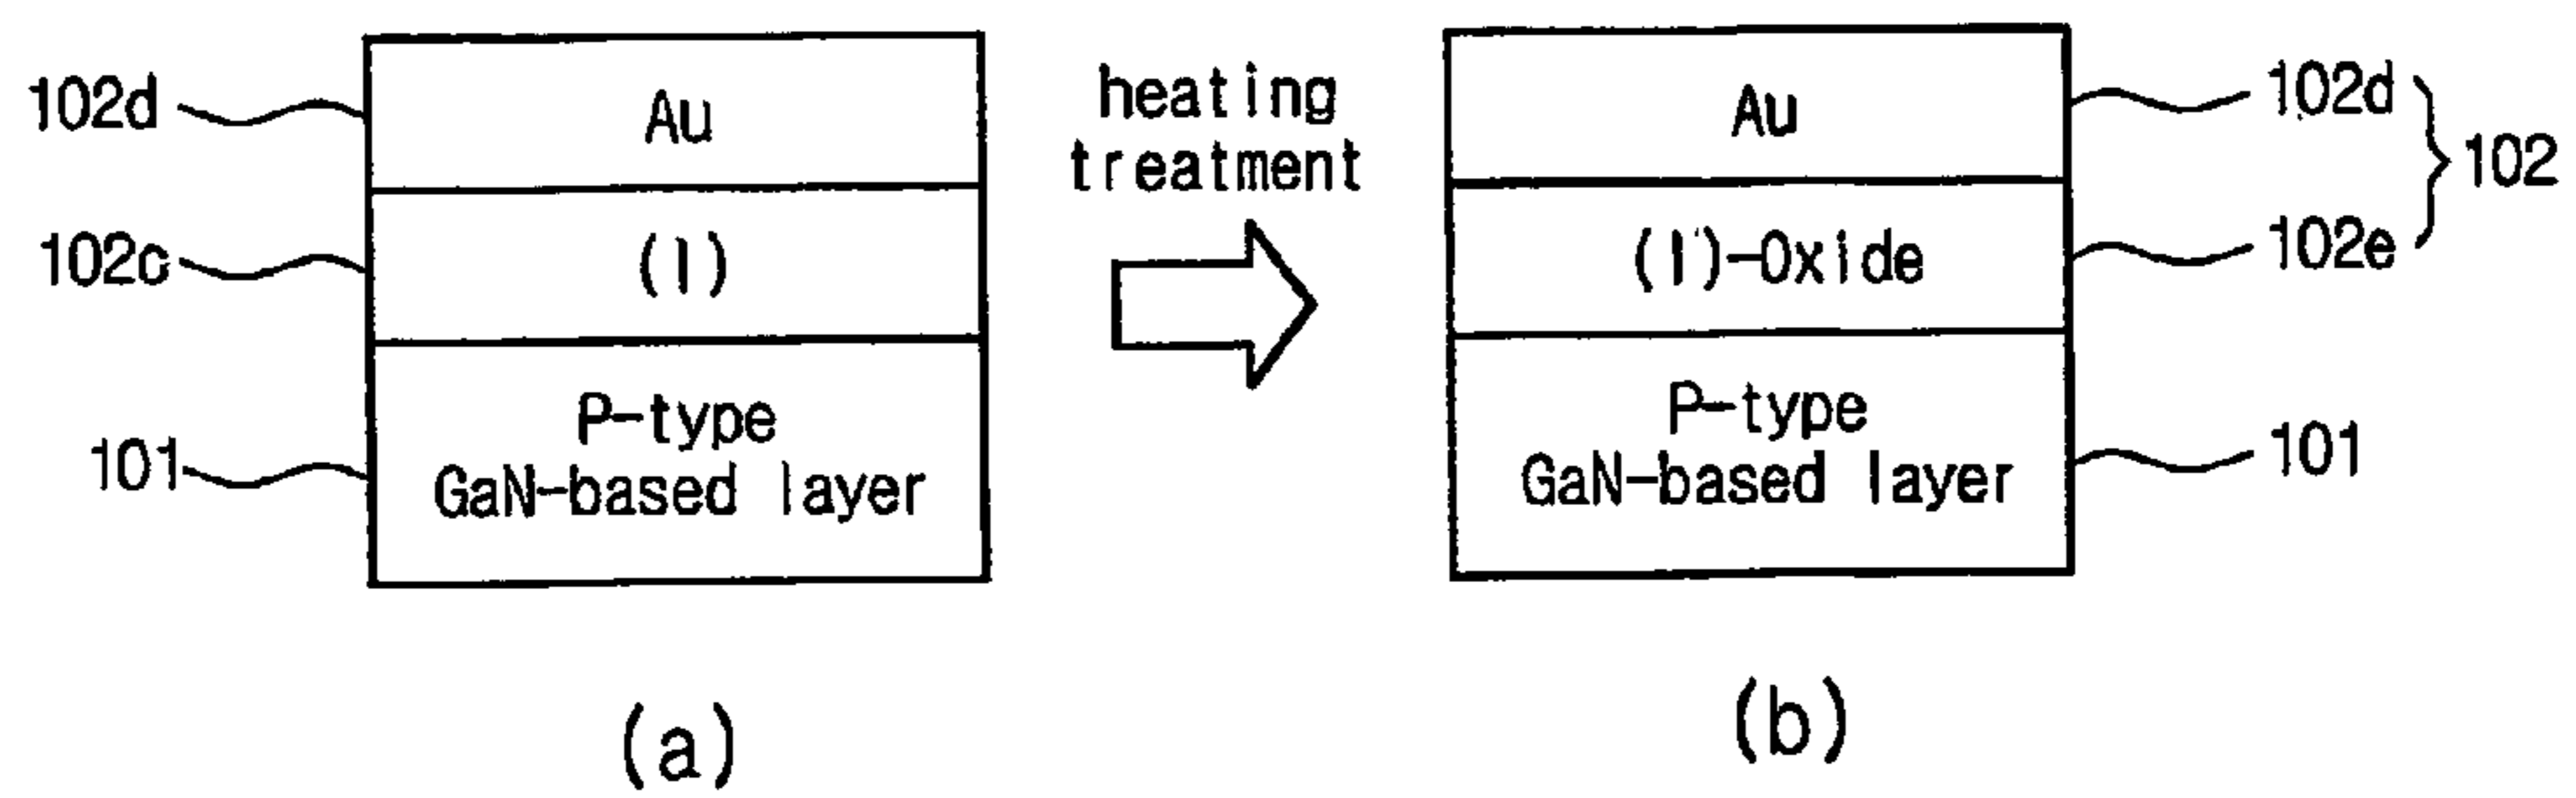 102d
Au
102c
(I)
101
P-type
GaN-based layer
(a)
heating
treatment
Au
102d
102
(I')-Oxide
102e
P-type
GaN-based layer
101
(b)